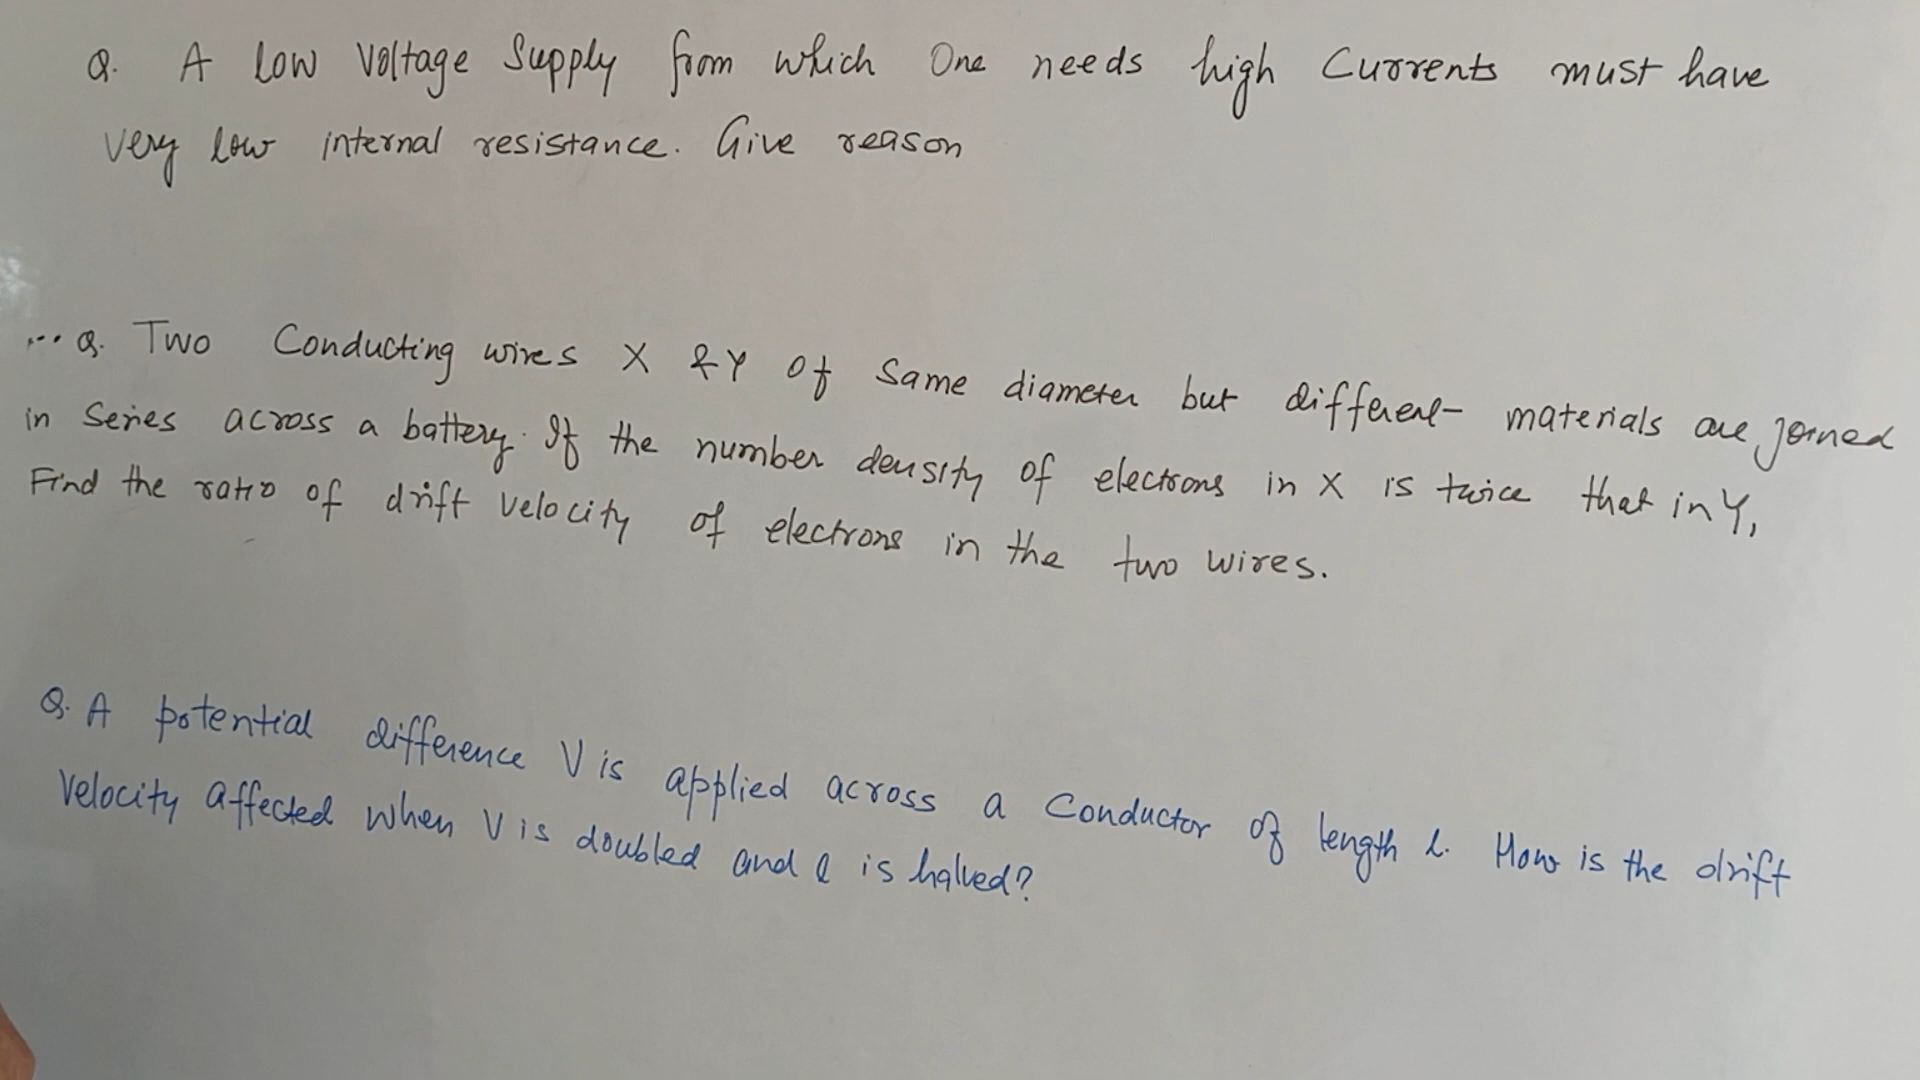 Q. A low Voltage Supply from which One needs high Currents must have
very low internal resistance. Give reason
... Q. Two Conducting wires X & Y of Same diameter but different materials are joined
in Series across a battery. If the number density of electrons in X is twice that in Y,
Find the ratio of drift velocity of electrons in the two wires.
Q. A potential difference V is applied across a Conductor of length l. How is the drift
Velocity affected when V is doubled and l is halved?